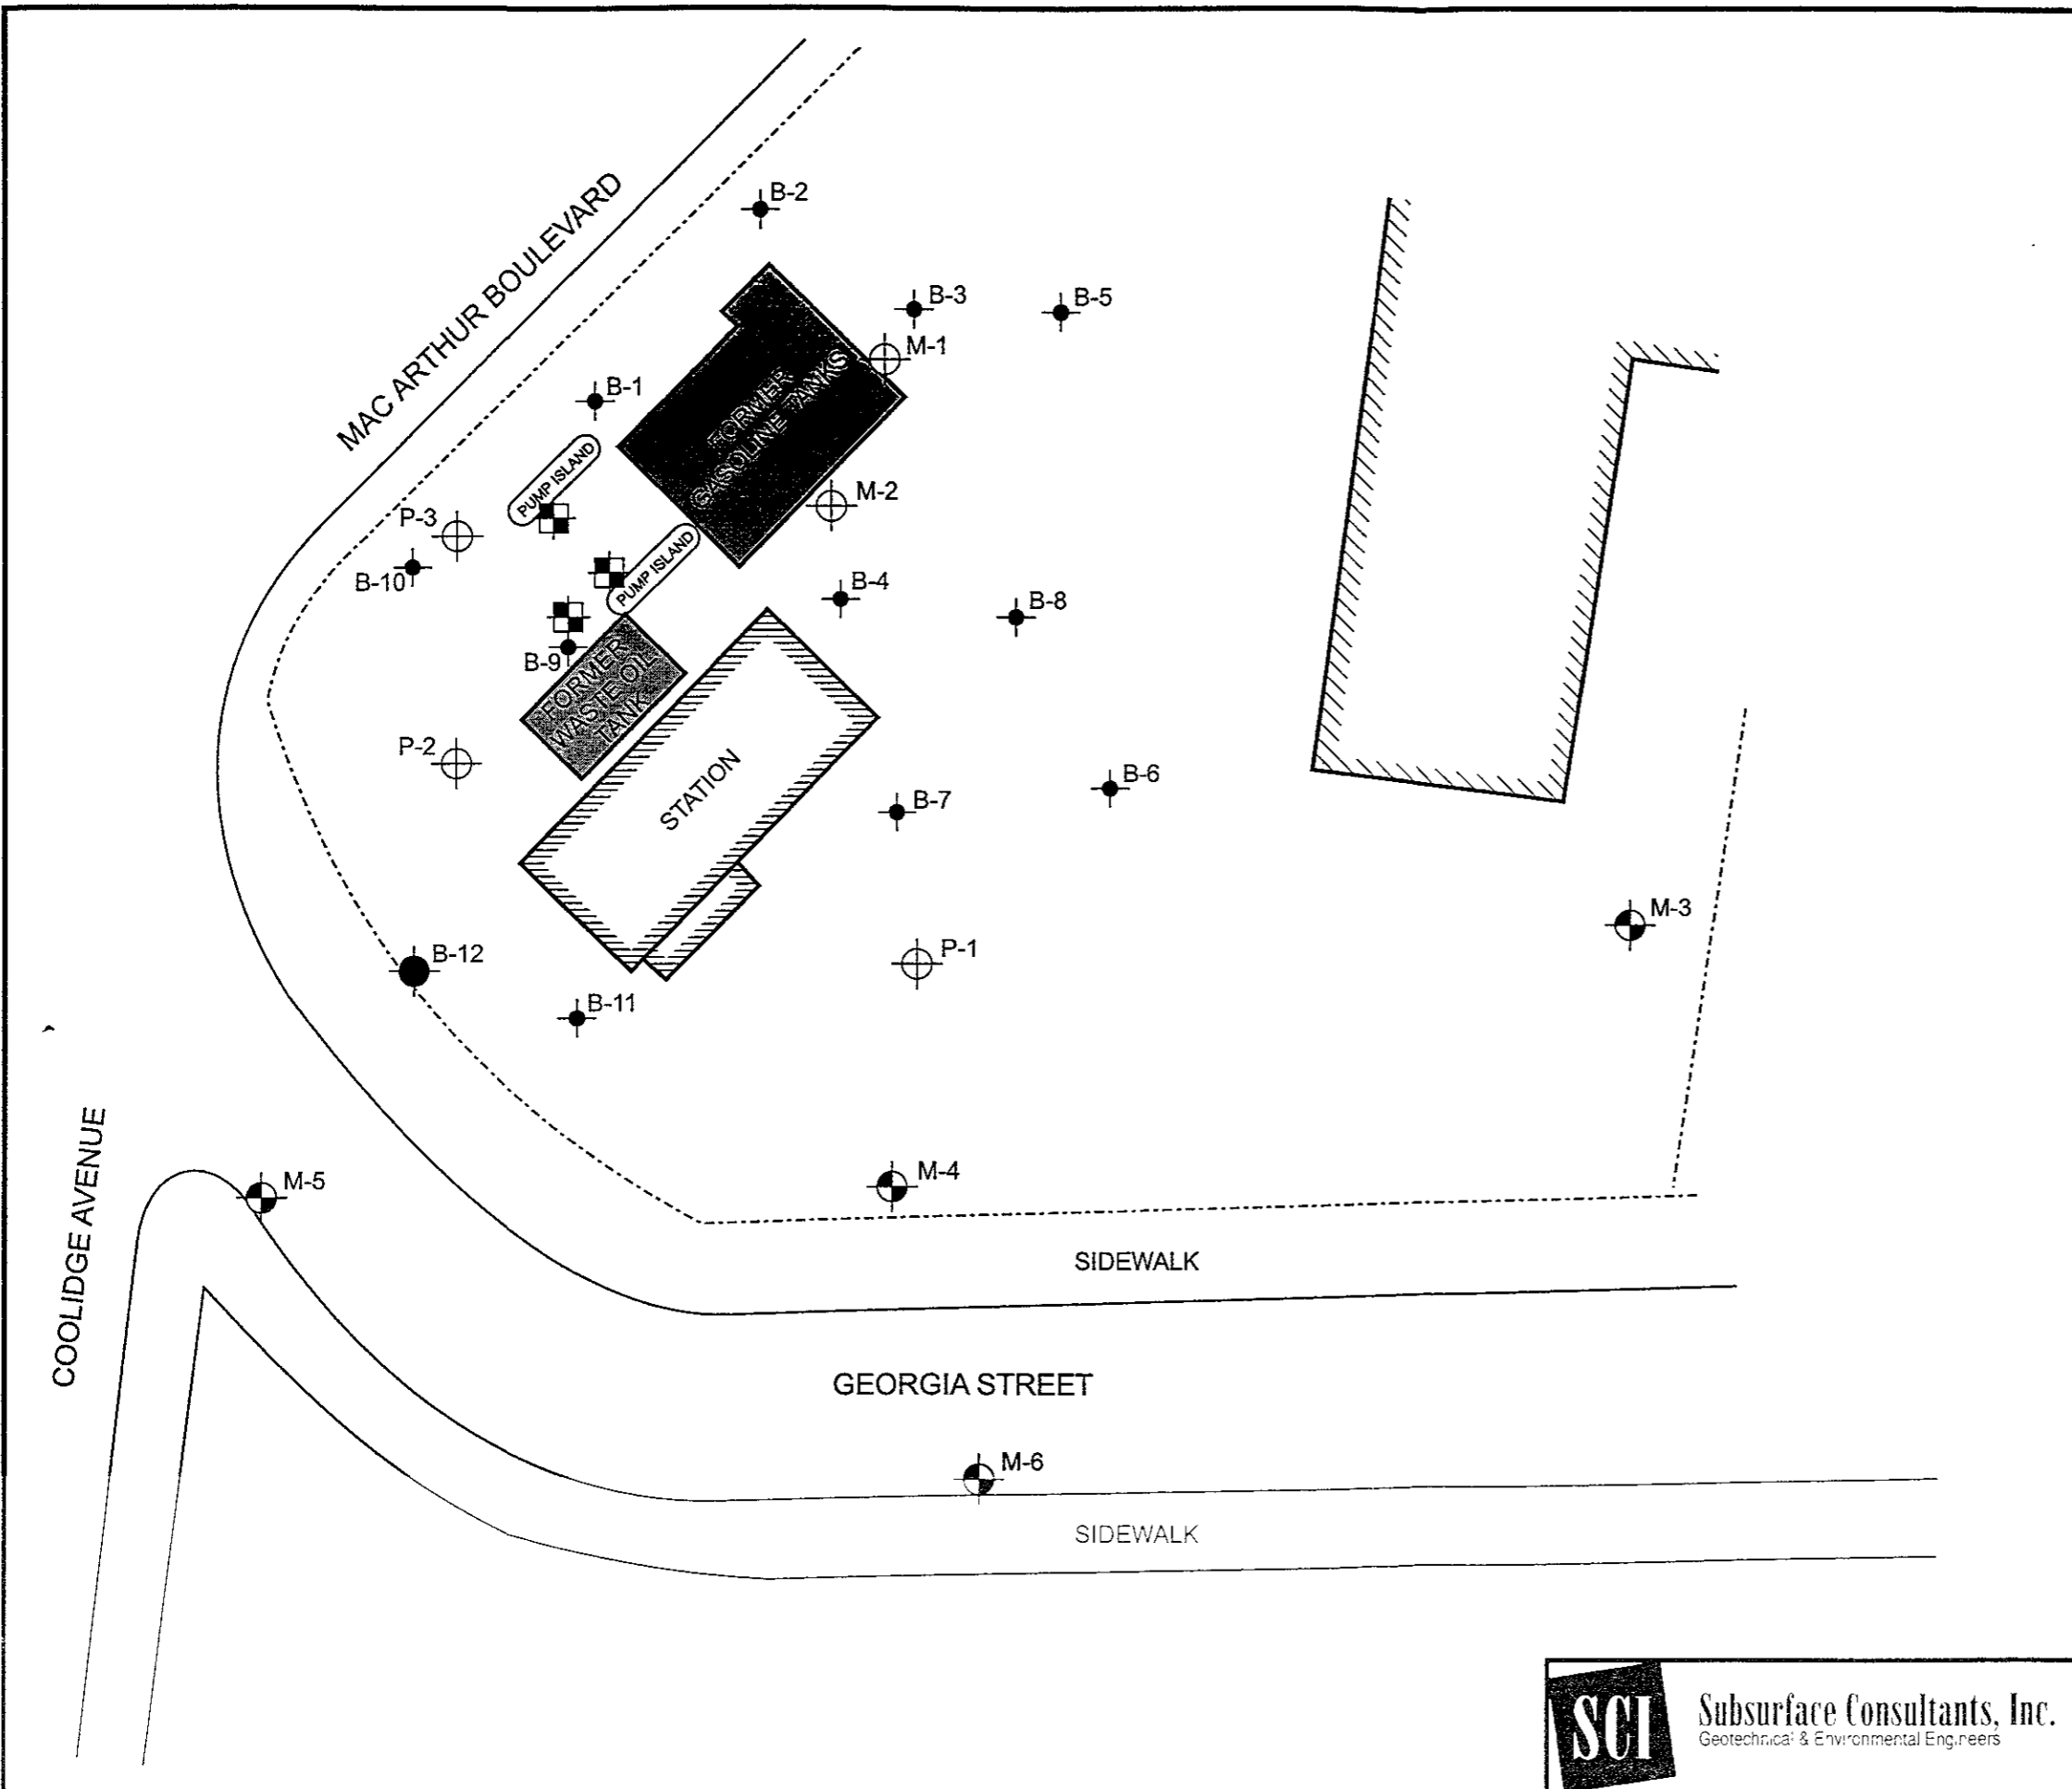 MAC ARTHUR BOULEVARD
B-2
B-3
B-5
M-1
B-1
FORMER
GASOLINE TANKS
PUMP ISLAND
M-2
P-3
PUMP ISLAND
B-10
B-4
B-8
B-9
FORMER
WASTE OIL
TANK
P-2
STATION
B-6
B-7
M-3
B-12
P-1
B-11
COOLIDGE AVENUE
M-5
M-4
SIDEWALK
GEORGIA STREET
M-6
SIDEWALK
SCI
Subsurface Consultants, Inc.
Geotechnical & Environmental Engineers